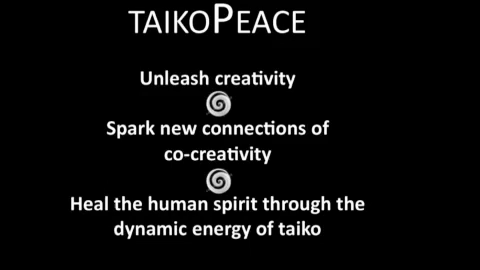 TAIKOPEACE
Unleash creativity
Spark new connections of
co-creativity
Heal the human spirit through the
dynamic energy of taiko